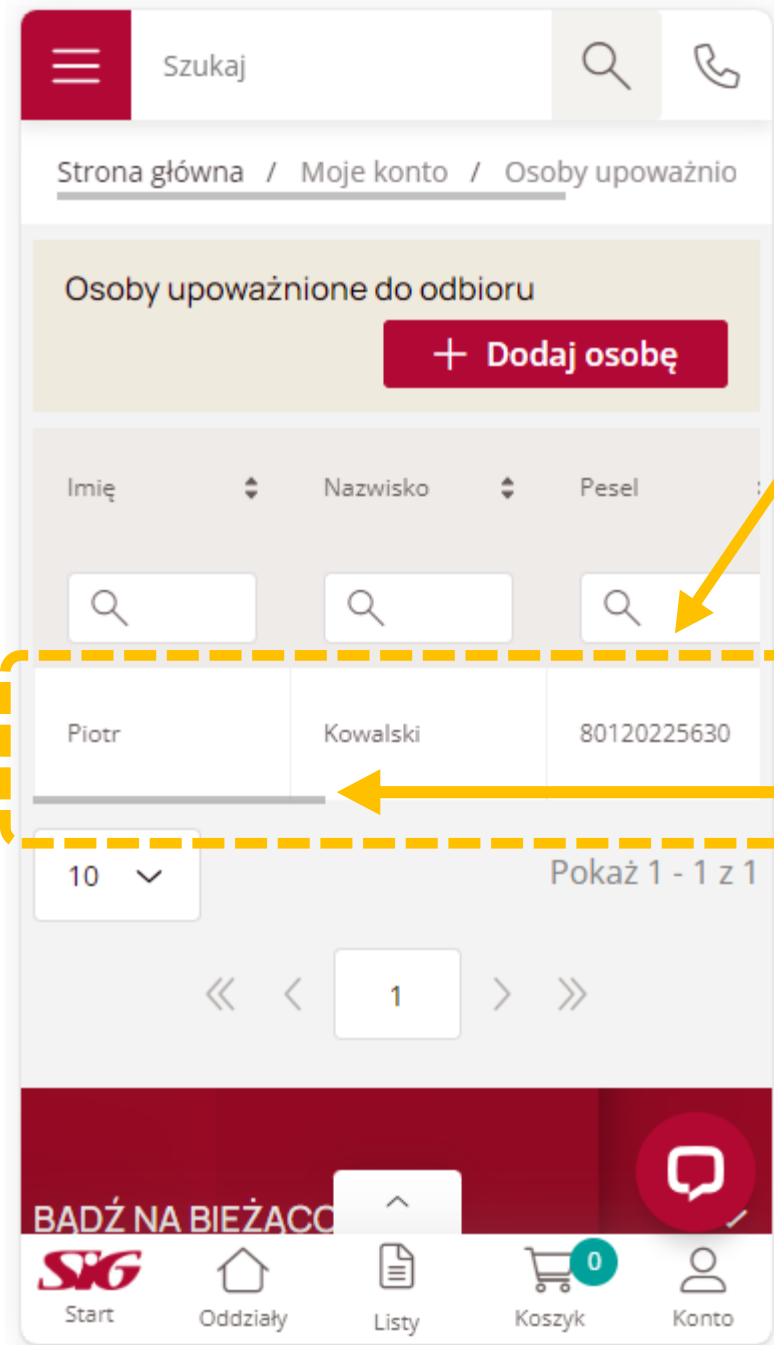 Szukaj
Strona główna / Moje konto / Osoby upoważnio
Osoby upoważnione do odbioru
+ Dodaj osobę
Imię Nazwisko Pesel
Piotr Kowalski 80120225630
10 Pokaż 1 - 1 z 1
1
BĄDŹ NA BIEŻĄCO
SIG 0
Start Oddziały Listy Koszyk Konto